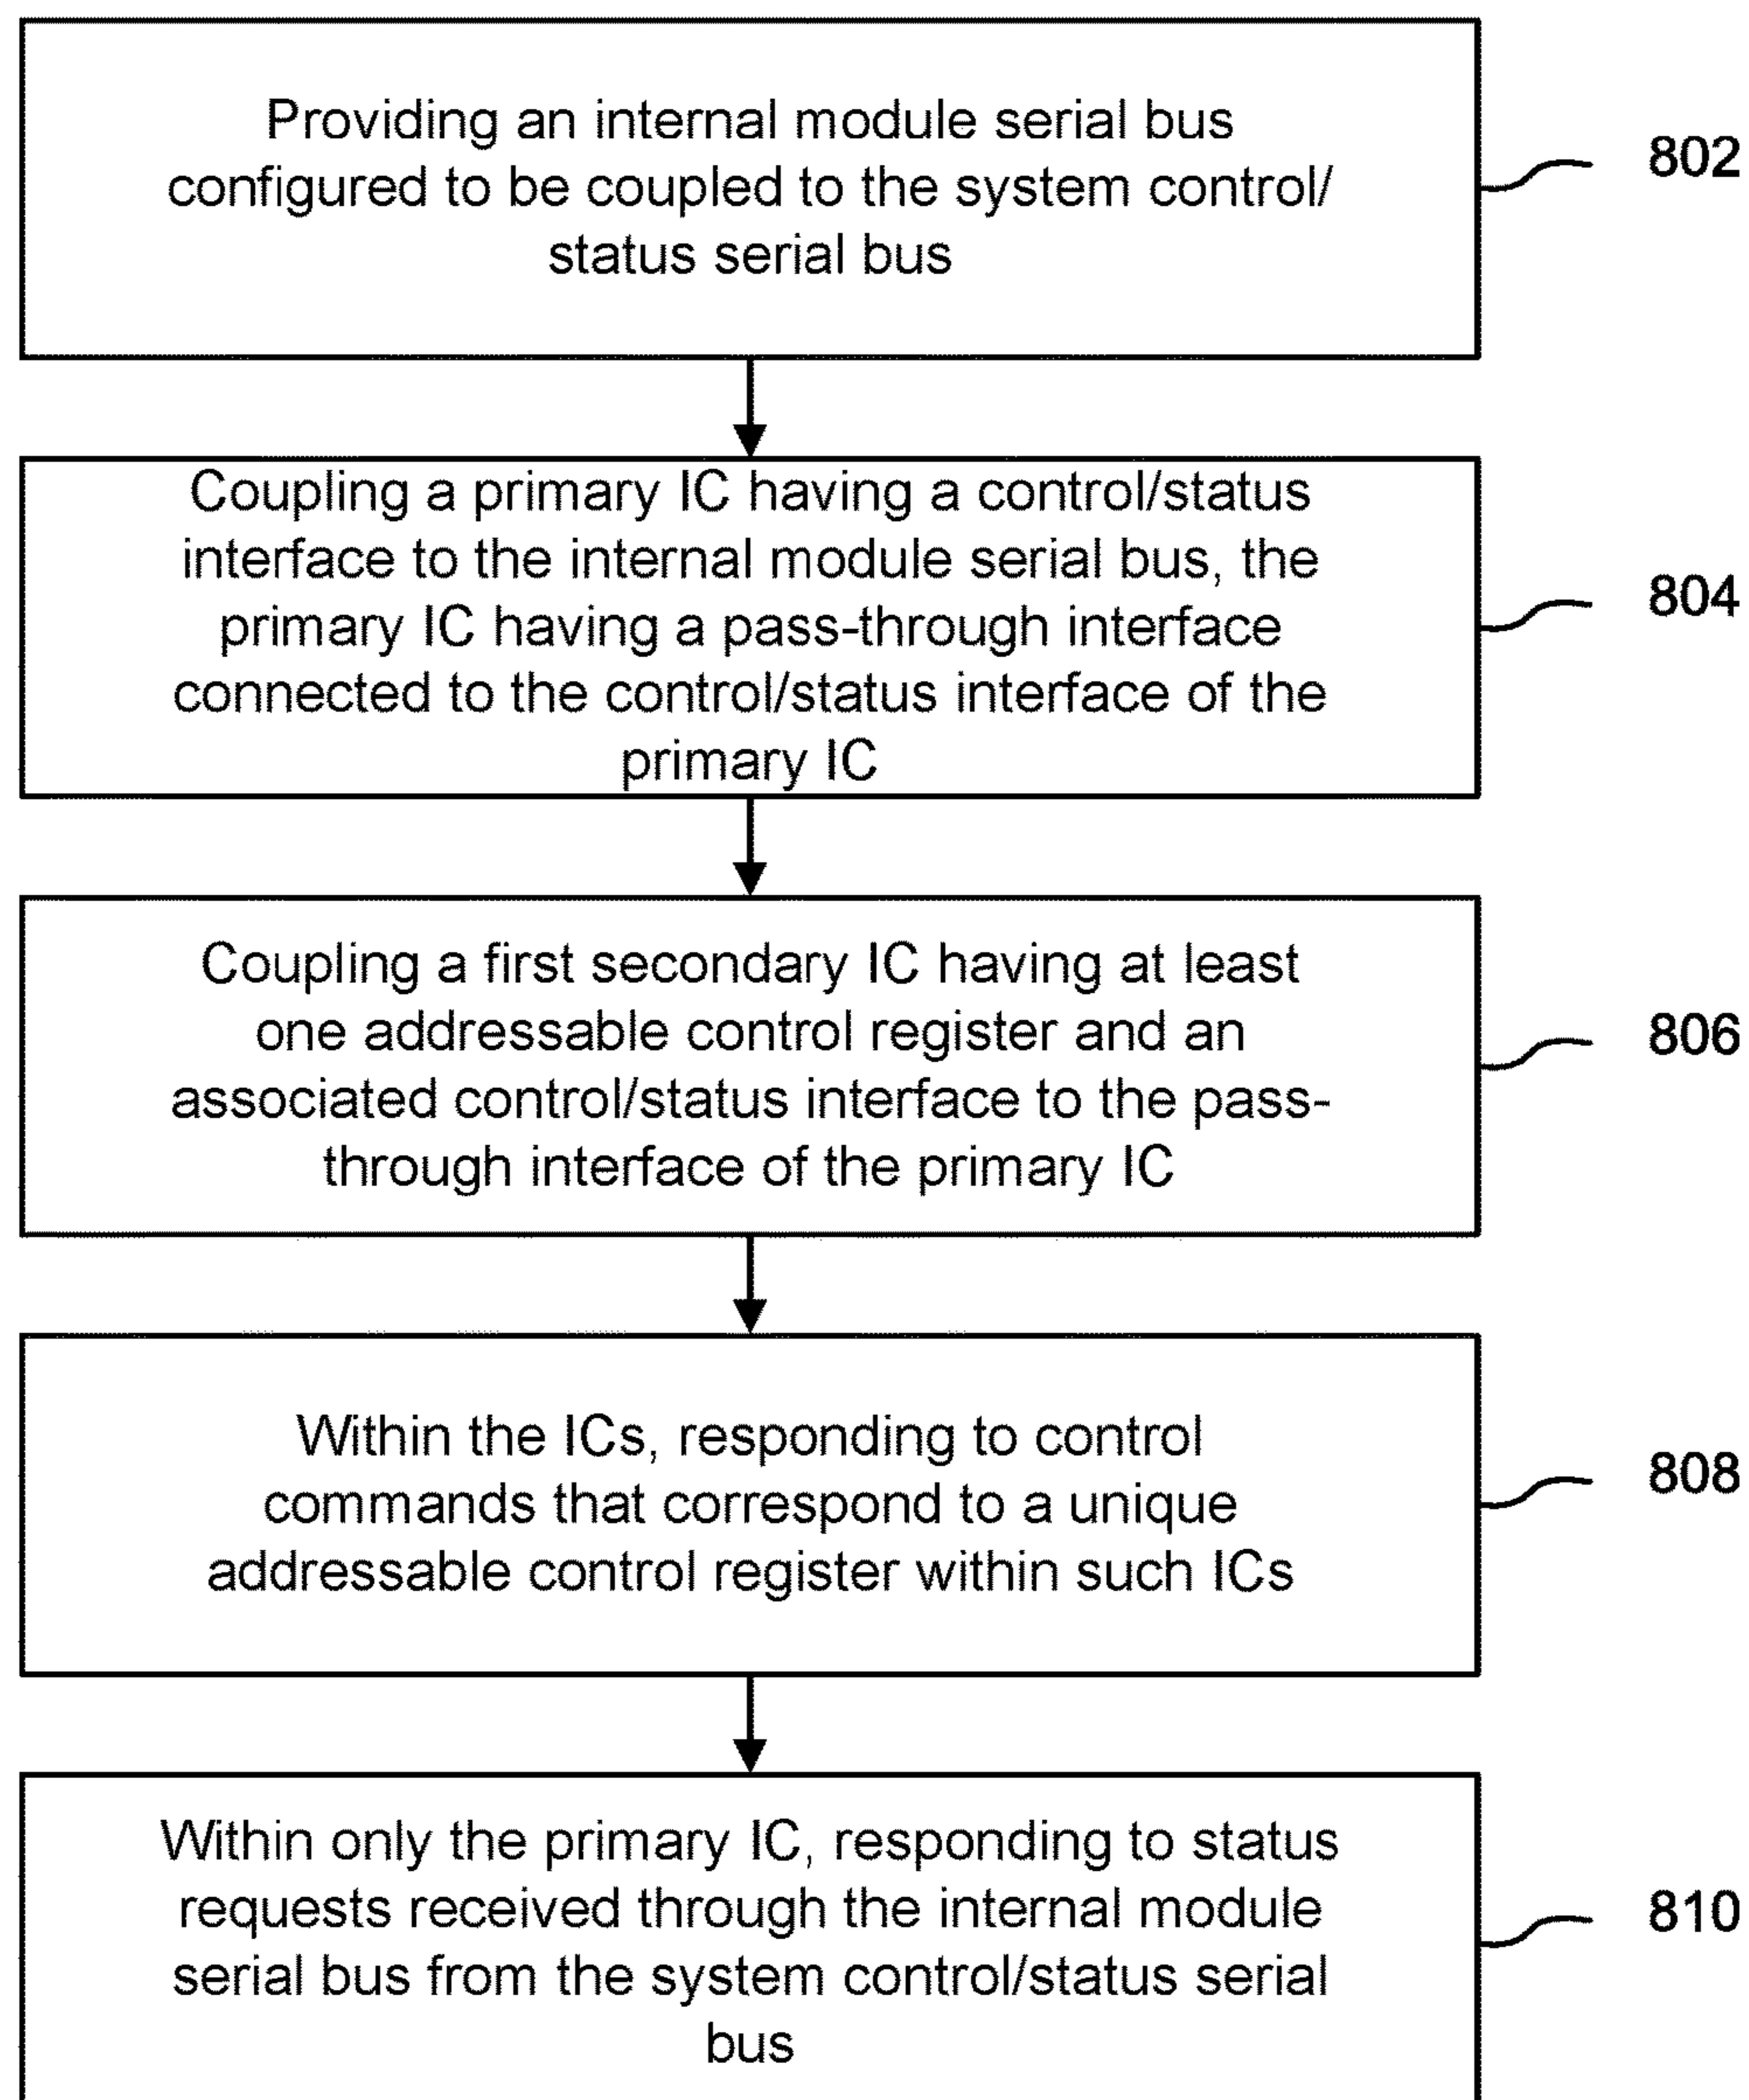 Providing an internal module serial bus
configured to be coupled to the system control/
status serial bus
802
Coupling a primary IC having a control/status
interface to the internal module serial bus, the
primary IC having a pass-through interface
connected to the control/status interface of the
primary IC
804
Coupling a first secondary IC having at least
one addressable control register and an
associated control/status interface to the pass-
through interface of the primary IC
806
Within the ICs, responding to control
commands that correspond to a unique
addressable control register within such ICs
808
Within only the primary IC, responding to status
requests received through the internal module
serial bus from the system control/status serial
bus
810